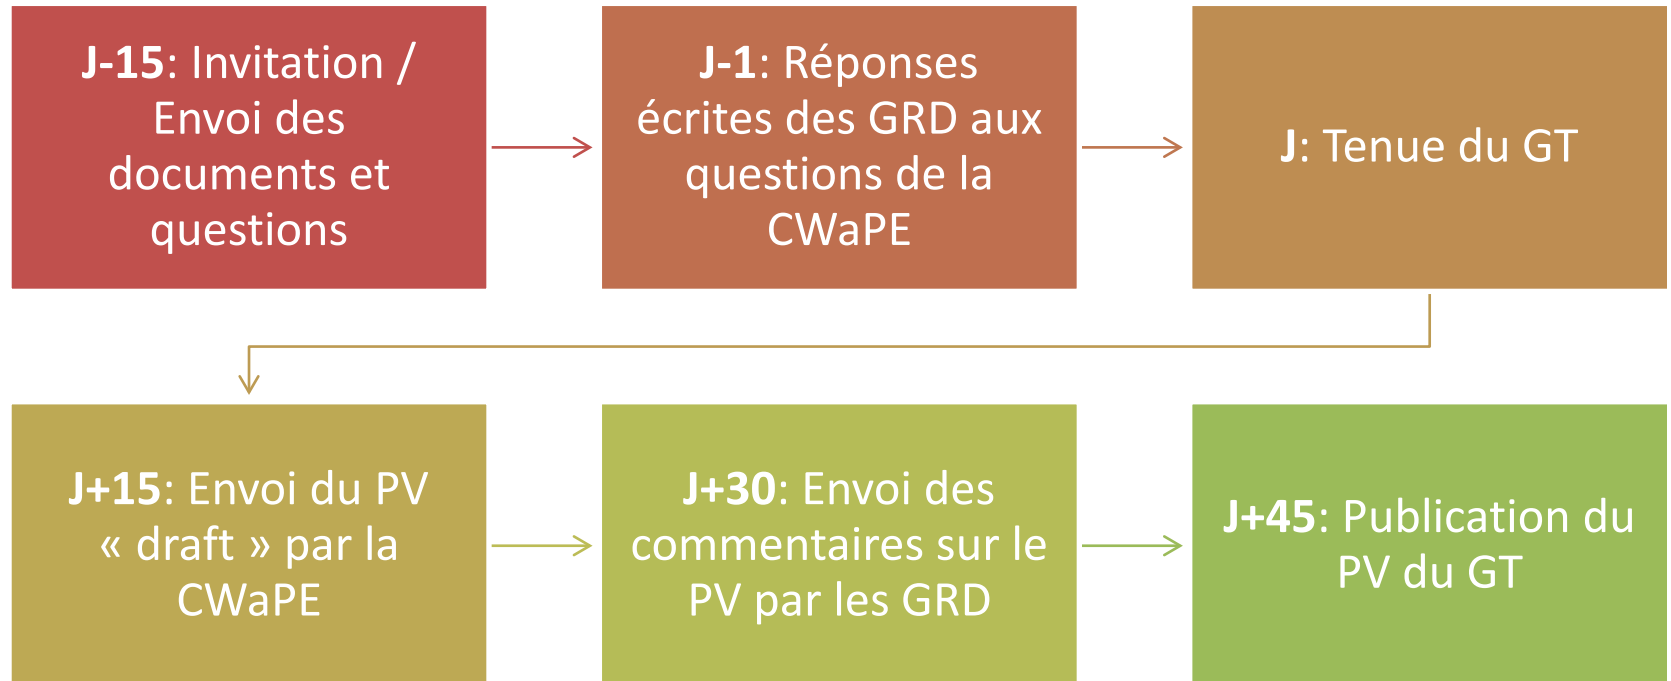 J-15: Invitation /
Envoi des
documents et
questions
J-1: Réponses
écrites des GRD aux
questions de la
CWaPE
J: Tenue du GT
J+15: Envoi du PV
« draft » par la
CWaPE
J+30: Envoi des
commentaires sur le
PV par les GRD
J+45: Publication du
PV du GT